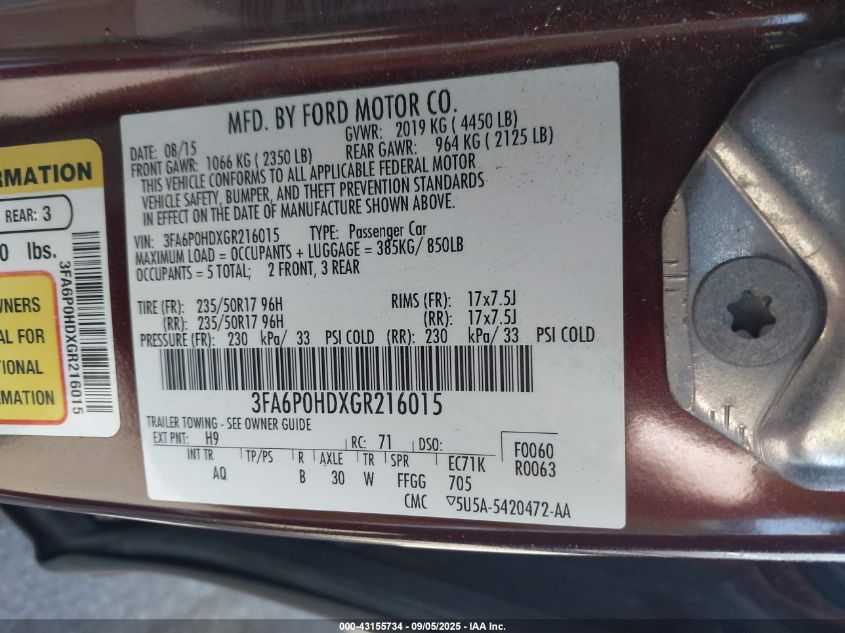 MFD. BY FORD MOTOR CO.
DATE: 08/15 GVWR: 2019 KG ( 4450 LB)
FRONT GAWR: 1066 KG ( 2350 LB) REAR GAWR: 964 KG ( 2125 LB)
THIS VEHICLE CONFORMS TO ALL APPLICABLE FEDERAL MOTOR
VEHICLE SAFETY, BUMPER, AND THEFT PREVENTION STANDARDS
IN EFFECT ON THE DATE OF MANUFACTURE SHOWN ABOVE.
VIN: 3FA6P0HDXGR216015 TYPE: Passenger Car
MAXIMUM LOAD = OCCUPANTS + LUGGAGE = 385KG/ 850LB
OCCUPANTS = 5 TOTAL; 2 FRONT, 3 REAR
TIRE (FR): 235/50R17 96H RIMS (FR): 17x7.5J
(RR): 235/50R17 96H (RR): 17x7.5J
PRESSURE (FR): 230 kPa/ 33 PSI COLD (RR): 230 kPa/ 33 PSI COLD
3FA6P0HDXGR216015
TRAILER TOWING - SEE OWNER GUIDE
EXT PNT: H9 RC: 71 DSO: F0060
R0063
INT TR TP/PS R AXLE TR SPR EC71K
AQ B 30 W FFGG 705
CMC ▽5U5A-5420472-AA
RMATION
REAR: 3
0 lbs.
3FA6P0HDXGR216015
WNERS
AL FOR
TIONAL
RMATION
000-43155734 - 09/05/2025 - IAA Inc.